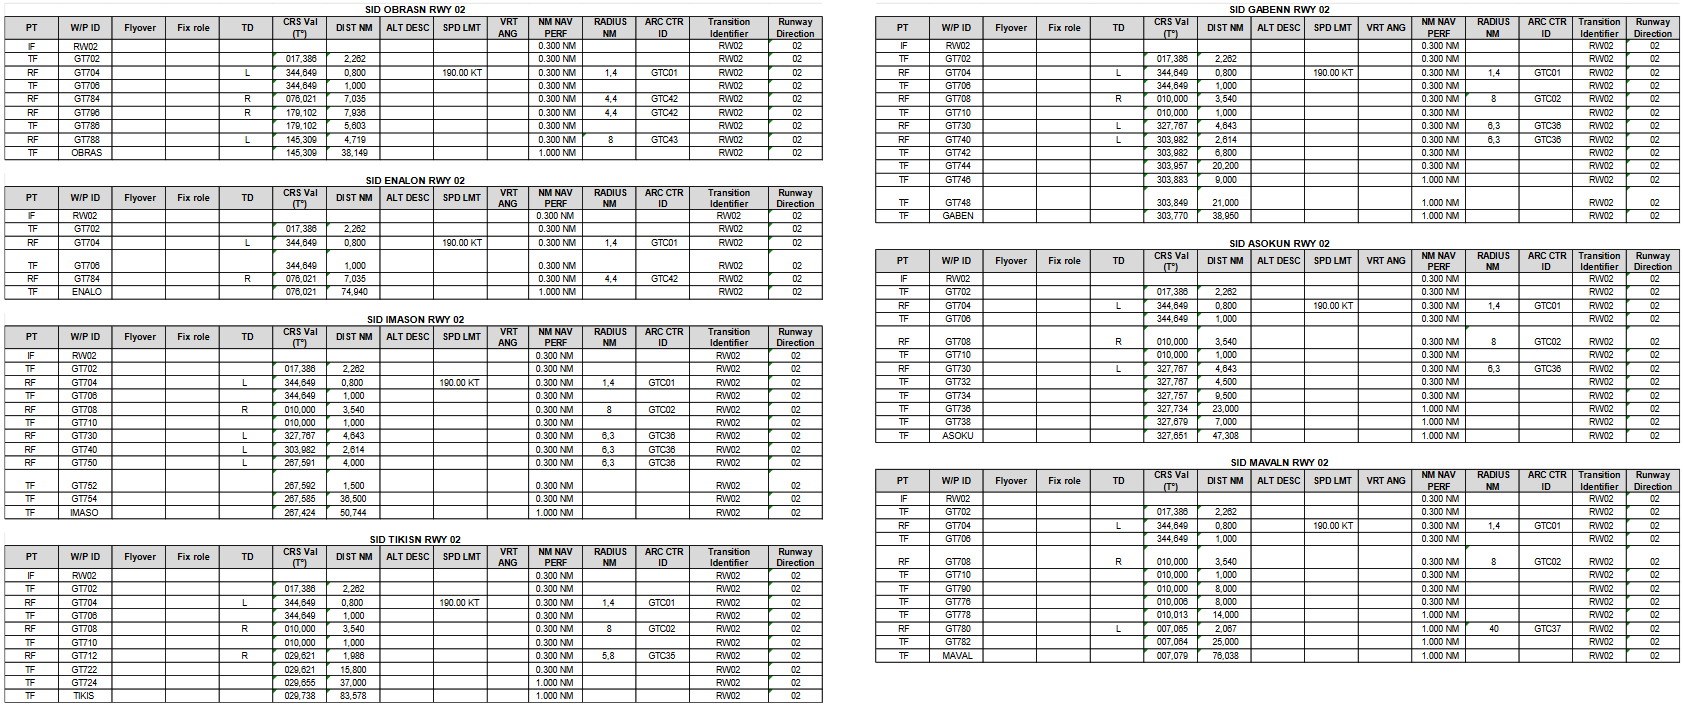 SID OBRASN RWY 02
PT W/P ID Flyover Fix role TD CRS Val (T°) DIST NM ALT DESC SPD LMT VRT ANG NM NAV PERF RADIUS NM ARC CTR ID Transition Identifier Runway Direction
IF RW02 0.300 NM RW02 02
TF GT702 017,386 2,262 0.300 NM RW02 02
RF GT704 L 344,649 0,800 190.00 KT 0.300 NM 1,4 GTC01 RW02 02
TF GT706 344,649 1,000 0.300 NM RW02 02
RF GT784 R 076,021 7,035 0.300 NM 4,4 GTC42 RW02 02
RF GT796 R 179,102 7,936 0.300 NM 4,4 GTC42 RW02 02
TF GT786 179,102 5,603 0.300 NM RW02 02
RF GT788 L 145,309 4,719 0.300 NM 8 GTC43 RW02 02
TF OBRAS 145,309 38,149 1.000 NM RW02 02
SID ENALON RWY 02
PT W/P ID Flyover Fix role TD CRS Val (T°) DIST NM ALT DESC SPD LMT VRT ANG NM NAV PERF RADIUS NM ARC CTR ID Transition Identifier Runway Direction
IF RW02 0.300 NM RW02 02
TF GT702 017,386 2,262 0.300 NM RW02 02
RF GT704 L 344,649 0,800 190.00 KT 0.300 NM 1,4 GTC01 RW02 02
TF GT706 344,649 1,000 0.300 NM RW02 02
RF GT784 R 076,021 7,035 0.300 NM 4,4 GTC42 RW02 02
TF ENALO 076,021 74,940 1.000 NM RW02 02
SID IMASON RWY 02
PT W/P ID Flyover Fix role TD CRS Val (T°) DIST NM ALT DESC SPD LMT VRT ANG NM NAV PERF RADIUS NM ARC CTR ID Transition Identifier Runway Direction
IF RW02 0.300 NM RW02 02
TF GT702 017,386 2,262 0.300 NM RW02 02
RF GT704 L 344,649 0,800 190.00 KT 0.300 NM 1,4 GTC01 RW02 02
TF GT706 344,649 1,000 0.300 NM RW02 02
RF GT708 R 010,000 3,540 0.300 NM 8 GTC02 RW02 02
TF GT710 010,000 1,000 0.300 NM RW02 02
RF GT730 L 327,767 4,643 0.300 NM 6,3 GTC36 RW02 02
RF GT740 L 303,982 2,614 0.300 NM 6,3 GTC36 RW02 02
RF GT750 L 267,591 4,000 0.300 NM 6,3 GTC36 RW02 02
TF GT752 267,592 1,500 0.300 NM RW02 02
TF GT754 267,585 36,500 0.300 NM RW02 02
TF IMASO 267,424 50,744 1.000 NM RW02 02
SID TIKISN RWY 02
PT W/P ID Flyover Fix role TD CRS Val (T°) DIST NM ALT DESC SPD LMT VRT ANG NM NAV PERF RADIUS NM ARC CTR ID Transition Identifier Runway Direction
IF RW02 0.300 NM RW02 02
TF GT702 017,386 2,262 0.300 NM RW02 02
RF GT704 L 344,649 0,800 190.00 KT 0.300 NM 1,4 GTC01 RW02 02
TF GT706 344,649 1,000 0.300 NM RW02 02
RF GT708 R 010,000 3,540 0.300 NM 8 GTC02 RW02 02
TF GT710 010,000 1,000 0.300 NM RW02 02
RF GT712 R 029,621 1,986 0.300 NM 5,8 GTC35 RW02 02
TF GT722 029,621 15,800 0.300 NM RW02 02
TF GT724 029,655 37,000 1.000 NM RW02 02
TF TIKIS 029,738 83,578 1.000 NM RW02 02
SID GABENN RWY 02
PT W/P ID Flyover Fix role TD CRS Val (T°) DIST NM ALT DESC SPD LMT VRT ANG NM NAV PERF RADIUS NM ARC CTR ID Transition Identifier Runway Direction
IF RW02 0.300 NM RW02 02
TF GT702 017,386 2,262 0.300 NM RW02 02
RF GT704 L 344,649 0,800 190.00 KT 0.300 NM 1,4 GTC01 RW02 02
TF GT706 344,649 1,000 0.300 NM RW02 02
RF GT708 R 010,000 3,540 0.300 NM 8 GTC02 RW02 02
TF GT710 010,000 1,000 0.300 NM RW02 02
RF GT730 L 327,767 4,643 0.300 NM 6,3 GTC36 RW02 02
RF GT740 L 303,982 2,614 0.300 NM 6,3 GTC36 RW02 02
TF GT742 303,982 6,800 0.300 NM RW02 02
TF GT744 303,957 20,200 0.300 NM RW02 02
TF GT746 303,883 9,000 1.000 NM RW02 02
TF GT748 303,849 21,000 1.000 NM RW02 02
TF GABEN 303,770 38,950 1.000 NM RW02 02
SID ASOKUN RWY 02
PT W/P ID Flyover Fix role TD CRS Val (T°) DIST NM ALT DESC SPD LMT VRT ANG NM NAV PERF RADIUS NM ARC CTR ID Transition Identifier Runway Direction
IF RW02 0.300 NM RW02 02
TF GT702 017,386 2,262 0.300 NM RW02 02
RF GT704 L 344,649 0,800 190.00 KT 0.300 NM 1,4 GTC01 RW02 02
TF GT706 344,649 1,000 0.300 NM RW02 02
RF GT708 R 010,000 3,540 0.300 NM 8 GTC02 RW02 02
TF GT710 010,000 1,000 0.300 NM RW02 02
RF GT730 L 327,767 4,643 0.300 NM 6,3 GTC36 RW02 02
TF GT732 327,767 4,500 0.300 NM RW02 02
TF GT734 327,757 9,500 0.300 NM RW02 02
TF GT736 327,734 23,000 1.000 NM RW02 02
TF GT738 327,679 7,000 1.000 NM RW02 02
TF ASOKU 327,651 47,308 1.000 NM RW02 02
SID MAVALN RWY 02
PT W/P ID Flyover Fix role TD CRS Val (T°) DIST NM ALT DESC SPD LMT VRT ANG NM NAV PERF RADIUS NM ARC CTR ID Transition Identifier Runway Direction
IF RW02 0.300 NM RW02 02
TF GT702 017,386 2,262 0.300 NM RW02 02
RF GT704 L 344,649 0,800 190.00 KT 0.300 NM 1,4 GTC01 RW02 02
TF GT706 344,649 1,000 0.300 NM RW02 02
RF GT708 R 010,000 3,540 0.300 NM 8 GTC02 RW02 02
TF GT710 010,000 1,000 0.300 NM RW02 02
TF GT790 010,000 8,000 0.300 NM RW02 02
TF GT776 010,006 8,000 0.300 NM RW02 02
TF GT778 010,013 14,000 1.000 NM RW02 02
RF GT780 L 007,065 2,067 1.000 NM 40 GTC37 RW02 02
TF GT782 007,064 25,000 1.000 NM RW02 02
TF MAVAL 007,079 76,038 1.000 NM RW02 02